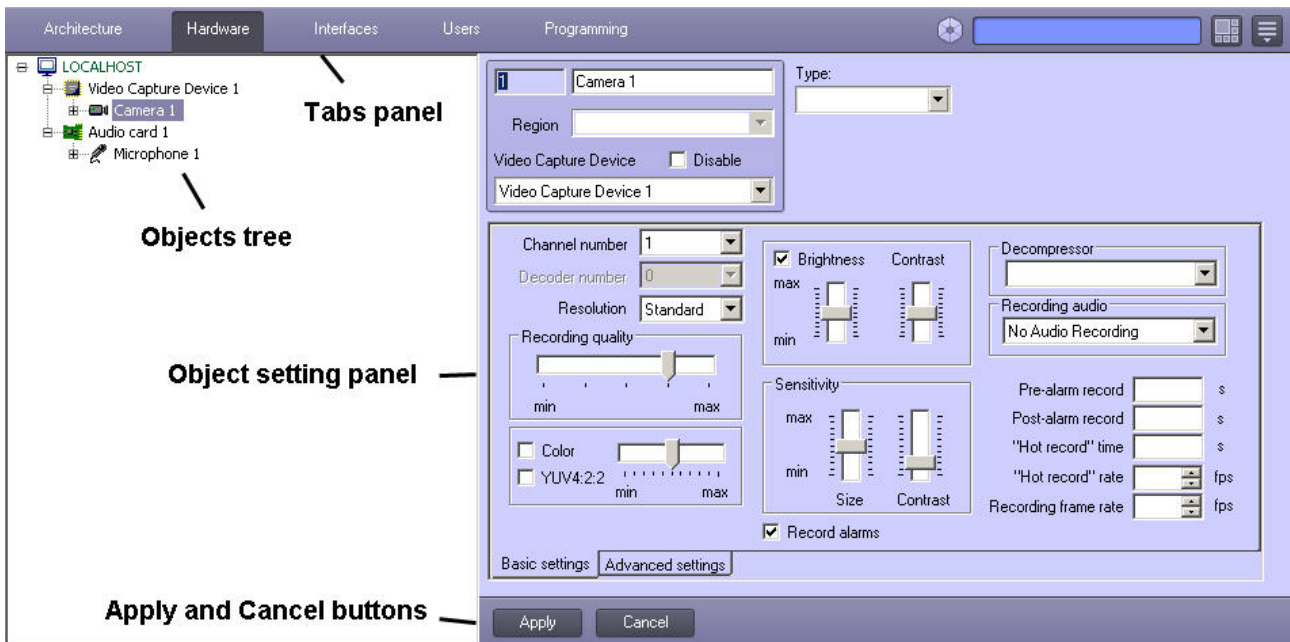 Architecture Hardware Interfaces Users Programming
LOCALHOST
Video Capture Device 1
Camera 1
Audio card 1
Microphone 1
Tabs panel
Objects tree
Object setting panel
Apply and Cancel buttons
1 Camera 1
Type:
Region
Video Capture Device Disable
Video Capture Device 1
Channel number 1
Decoder number 0
Resolution Standard
Recording quality
min max
Color
YUV4:2:2
min max
Brightness Contrast
max
min
Sensitivity
max
min
Size Contrast
Record alarms
Decompressor
Recording audio
No Audio Recording
Pre-alarm record s
Post-alarm record s
"Hot record" time s
"Hot record" rate fps
Recording frame rate fps
Basic settings Advanced settings
Apply Cancel